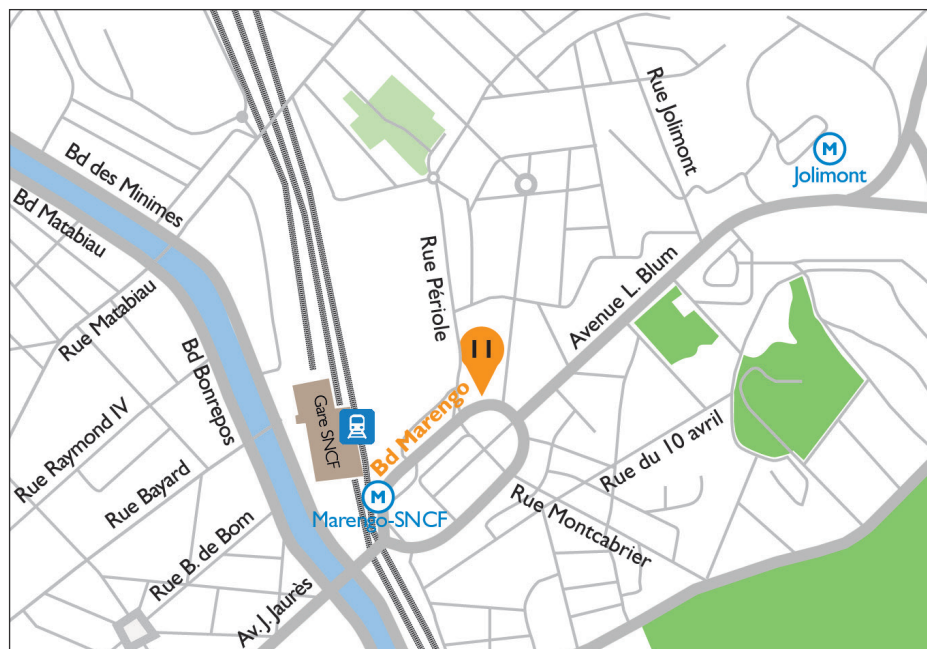 Bd des Minimes
Bd Matabiau
Rue Matabiau
Bd Bonrepos
Rue Raymond IV
Rue Bayard
Rue B. de Born
Av. J. Jaurès
Gare SNCF
M
Marengo-SNCF
Bd Marengo
11
Rue Périole
Rue Jolimont
M
Jolimont
Avenue L. Blum
Rue du 10 avril
Rue Montcabrier